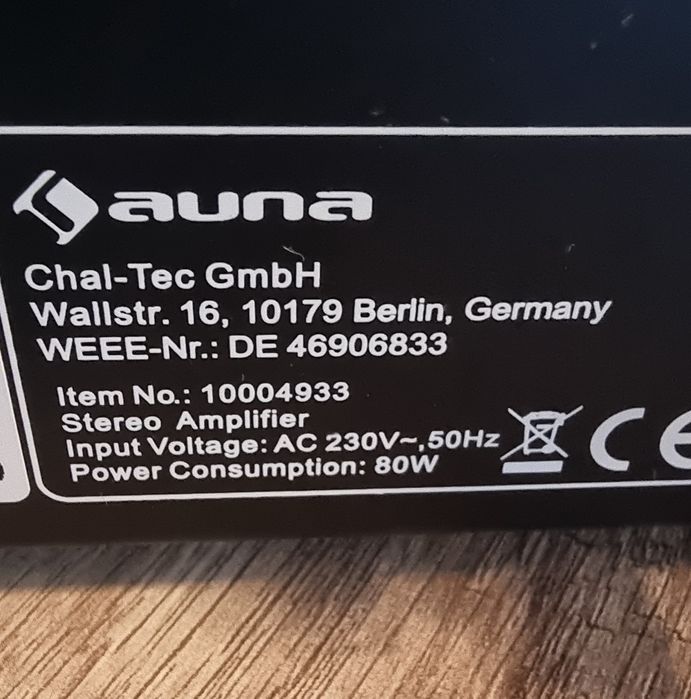 auna
Chal-Tec GmbH
Wallstr. 16, 10179 Berlin, Germany
WEEE-Nr.: DE 46906833
Item No.: 10004933
Stereo Amplifier
Input Voltage: AC 230V~,50Hz
Power Consumption: 80W
CE